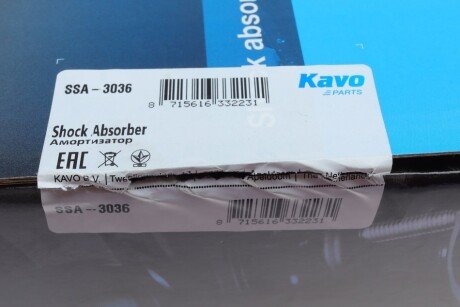 k absor
SSA - 3036
8 715616 332231
Kavo
PARTS
Shock Absorber
Амортизатор
EAC
KAVO B.V. | The Netherlands
SSA - 3036
8 715616 332231